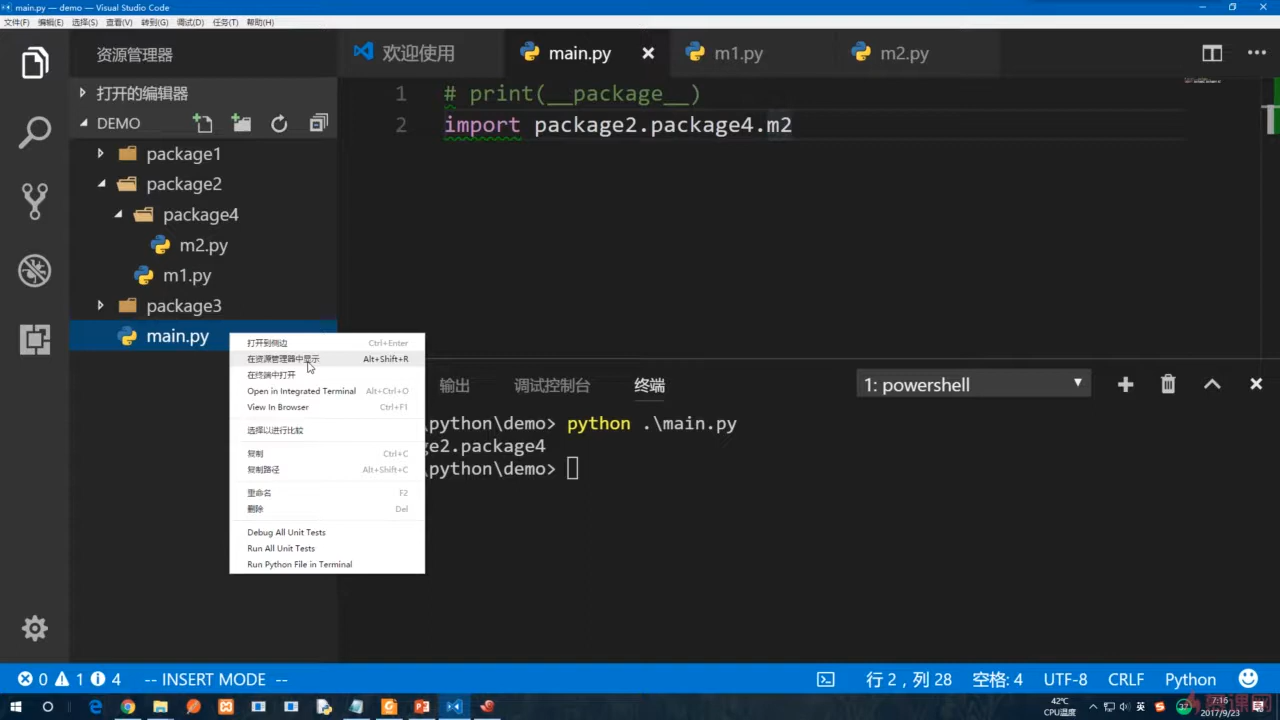 main.py — demo — Visual Studio Code
文件(F) 编辑(E) 选择(S) 查看(V) 转到(G) 调试(D) 任务(T) 帮助(H)
资源管理器
欢迎使用
main.py
m1.py
m2.py
打开的编辑器
DEMO
package1
package2
package4
m2.py
m1.py
package3
main.py
1 # print(__package__)
2 import package2.package4.m2
打开到侧边 Ctrl+Enter
在资源管理器中显示 Alt+Shift+R
在终端中打开
Open in Integrated Terminal Alt+Ctrl+O
View In Browser Ctrl+F1
选择以进行比较
复制 Ctrl+C
复制路径 Alt+Shift+C
重命名 F2
删除 Del
Debug All Unit Tests
Run All Unit Tests
Run Python File in Terminal
输出 调试控制台 终端
1: powershell
\python\demo> python .\main.py
ge2.package4
\python\demo>
0 1 4 -- INSERT MODE --
行 2，列 28 空格: 4 UTF-8 CRLF Python
42℃
CPU温度
英
37
7:16
2017/9/23